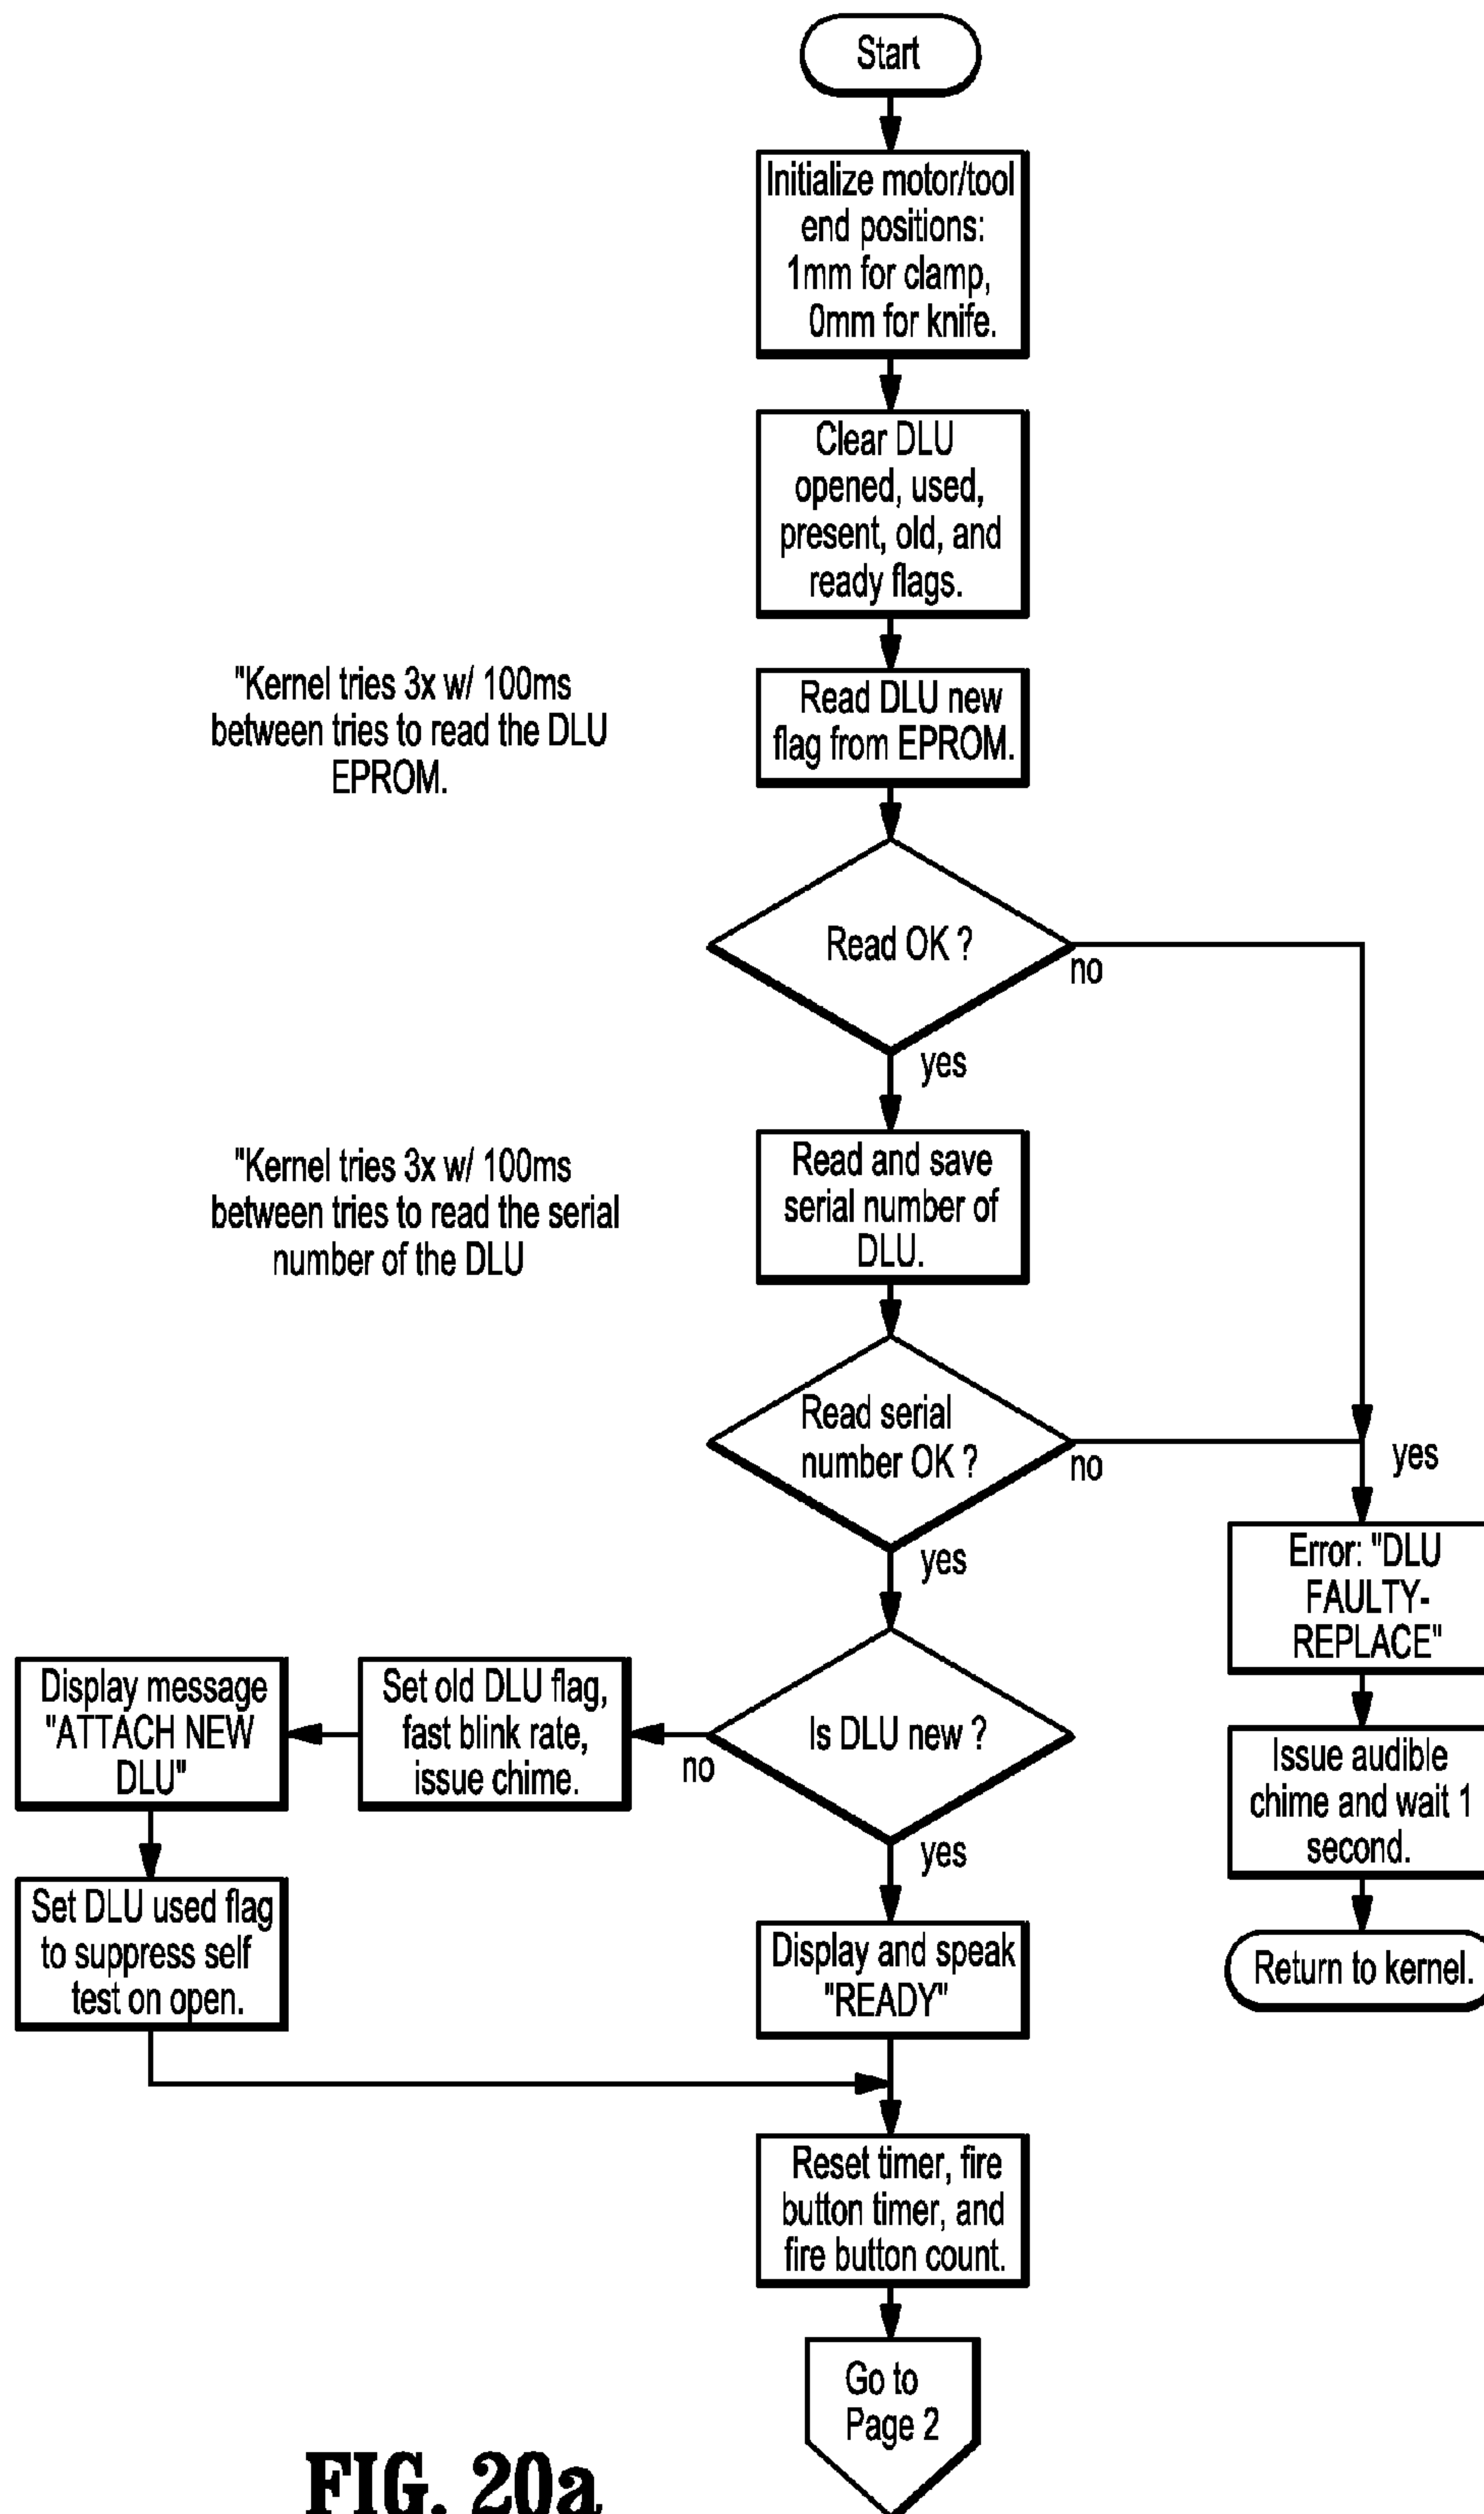 Start
Initialize motor/tool
end positions:
1mm for clamp,
0mm for knife.
Clear DLU
opened, used,
present, old, and
ready flags.
"Kernel tries 3x w/ 100ms
between tries to read the DLU
EPROM.
Read DLU new
flag from EPROM.
Read OK ?
no
yes
"Kernel tries 3x w/ 100ms
between tries to read the serial
number of the DLU
Read and save
serial number of
DLU.
Read serial
number OK ?
no
yes
yes
Error: "DLU
FAULTY-
REPLACE"
Issue audible
chime and wait 1
second.
Return to kernel.
Is DLU new ?
no
yes
Set old DLU flag,
fast blink rate,
issue chime.
Display message
"ATTACH NEW
DLU"
Set DLU used flag
to suppress self
test on open.
Display and speak
"READY"
Reset timer, fire
button timer, and
fire button count.
Go to
Page 2
FIG. 20a